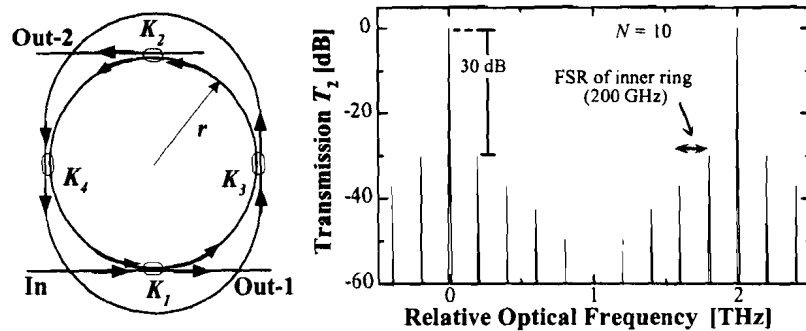 Out-2
K2
r
K4
K3
In
K1
Out-1
Transmission T2 [dB]
0
-20
-40
-60
N = 10
30 dB
FSR of inner ring
(200 GHz)
0
1
2
Relative Optical Frequency [THz]